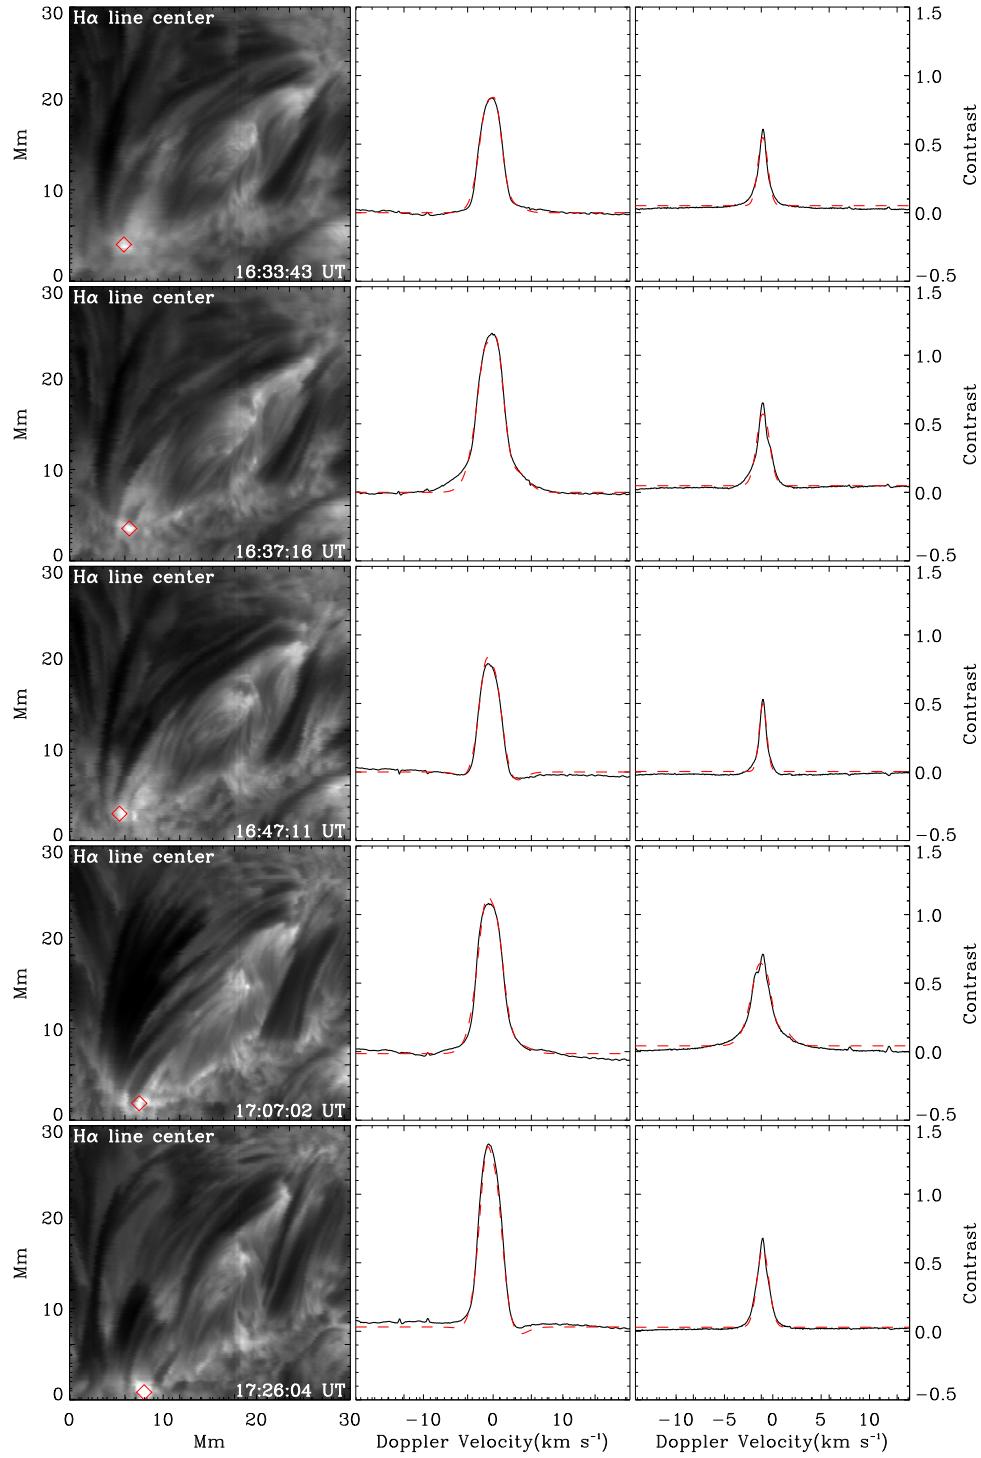 Hα line center
30
20
Mm
10
0
16:33:43 UT
1.5
1.0
0.5
0.0
−0.5
Contrast
Hα line center
30
20
Mm
10
0
16:37:16 UT
1.5
1.0
0.5
0.0
−0.5
Contrast
Hα line center
30
20
Mm
10
0
16:47:11 UT
1.5
1.0
0.5
0.0
−0.5
Contrast
Hα line center
30
20
Mm
10
0
17:07:02 UT
1.5
1.0
0.5
0.0
−0.5
Contrast
Hα line center
30
20
Mm
10
0
17:26:04 UT
1.5
1.0
0.5
0.0
−0.5
Contrast
0 10 20 30 −10 0 10 −10 −5 0 5 10
Mm Doppler Velocity(km s⁻¹) Doppler Velocity(km s⁻¹)